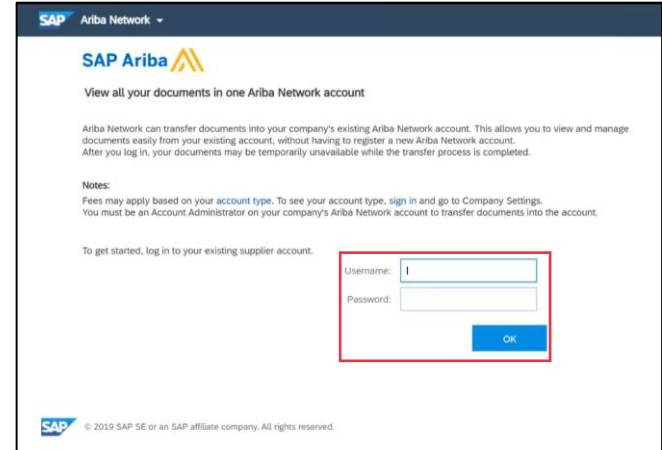 SAP Ariba Network
SAP Ariba
View all your documents in one Ariba Network account
Ariba Network can transfer documents into your company's existing Ariba Network account. This allows you to view and manage
documents easily from your existing account, without having to register a new Ariba Network account.
After you log in, your documents may be temporarily unavailable while the transfer process is completed.
Notes:
Fees may apply based on your account type. To see your account type, sign in and go to Company Settings.
You must be an Account Administrator on your company's Ariba Network account to transfer documents into the account.
To get started, log in to your existing supplier account.
Username:
Password:
OK
SAP © 2019 SAP SE or an SAP affiliate company. All rights reserved.